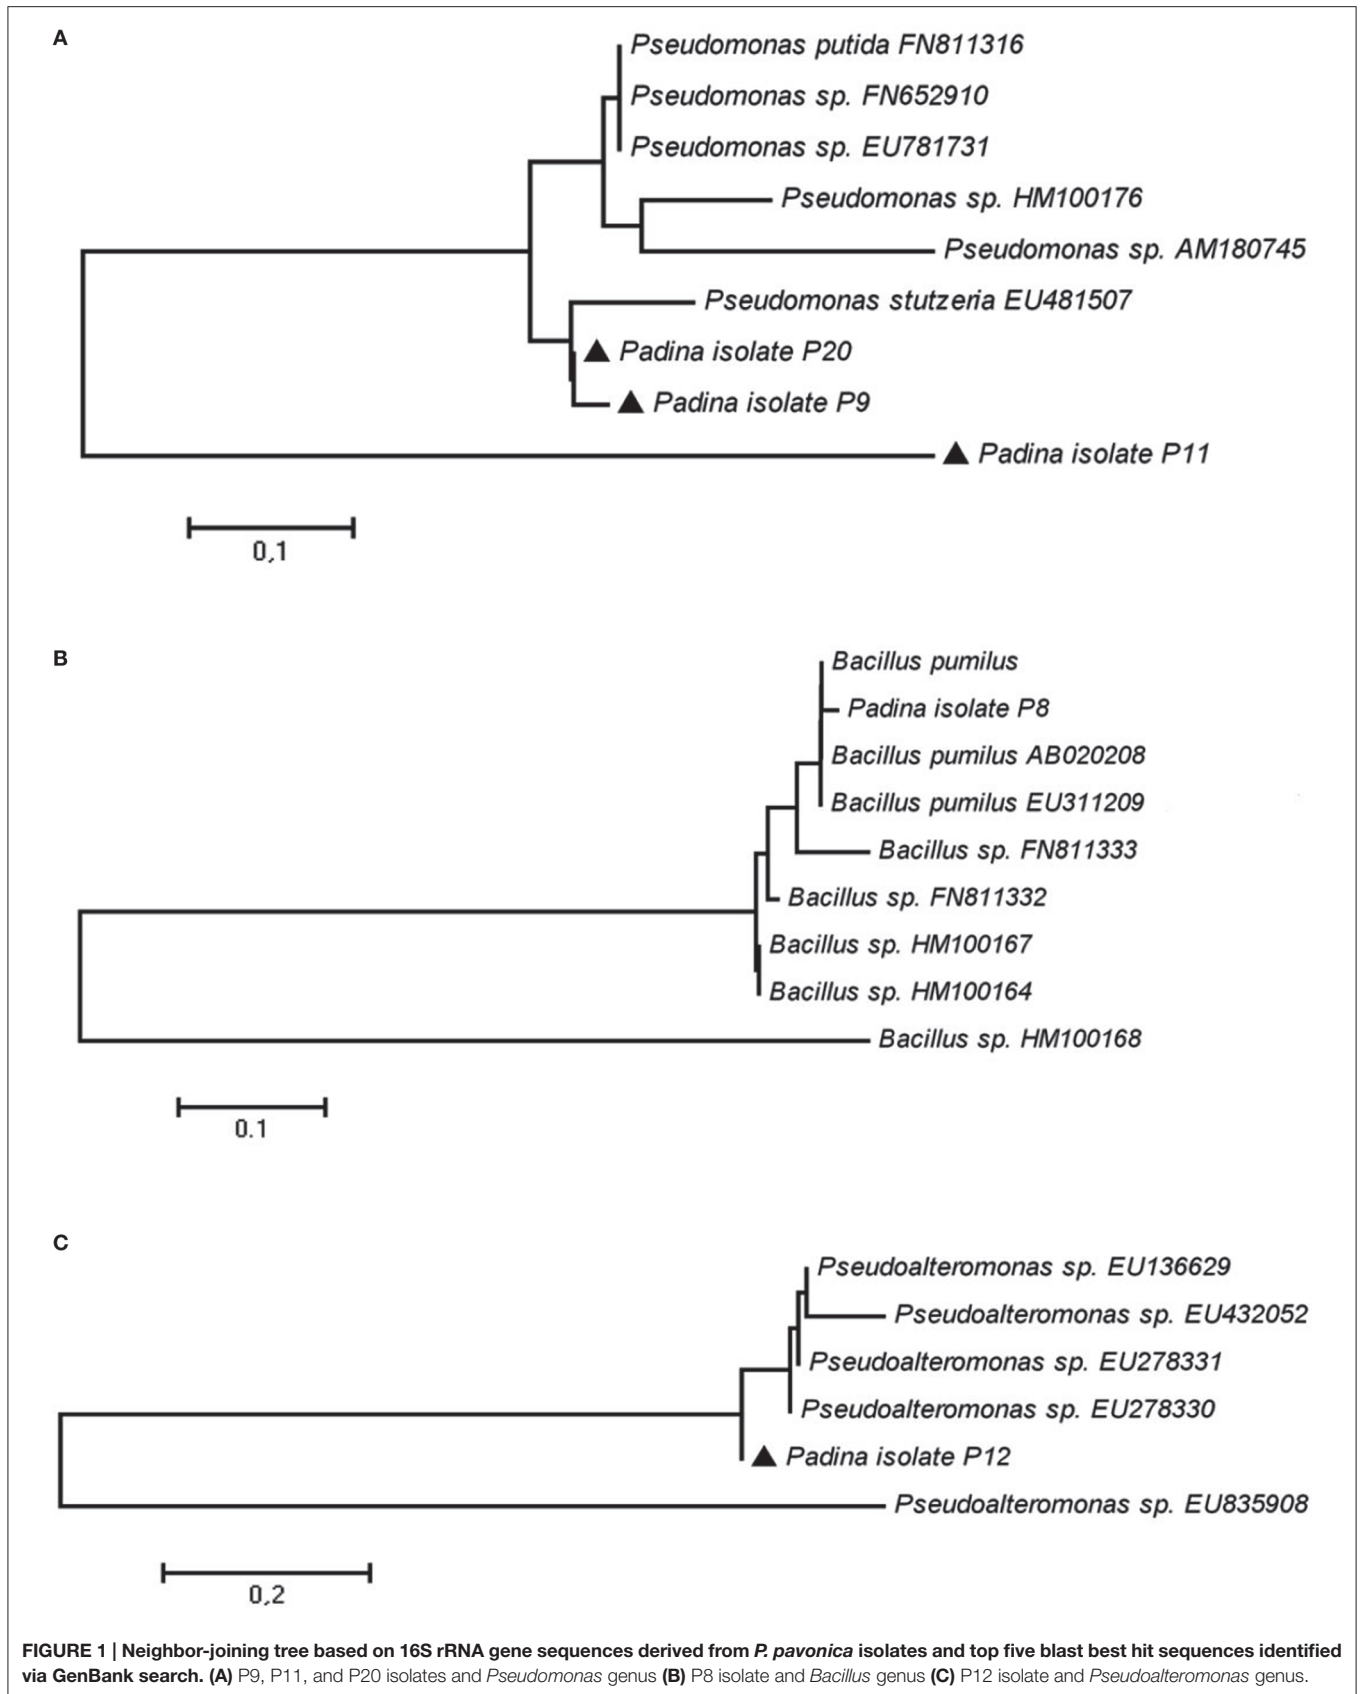 A
Pseudomonas putida FN811316
Pseudomonas sp. FN652910
Pseudomonas sp. EU781731
Pseudomonas sp. HM100176
Pseudomonas sp. AM180745
Pseudomonas stutzeria EU481507
Padina isolate P20
Padina isolate P9
Padina isolate P11
0,1
B
Bacillus pumilus
Padina isolate P8
Bacillus pumilus AB020208
Bacillus pumilus EU311209
Bacillus sp. FN811333
Bacillus sp. FN811332
Bacillus sp. HM100167
Bacillus sp. HM100164
Bacillus sp. HM100168
0.1
C
Pseudoalteromonas sp. EU136629
Pseudoalteromonas sp. EU432052
Pseudoalteromonas sp. EU278331
Pseudoalteromonas sp. EU278330
Padina isolate P12
Pseudoalteromonas sp. EU835908
0,2
FIGURE 1 | Neighbor-joining tree based on 16S rRNA gene sequences derived from P. pavonica isolates and top five blast best hit sequences identified
via GenBank search. (A) P9, P11, and P20 isolates and Pseudomonas genus (B) P8 isolate and Bacillus genus (C) P12 isolate and Pseudoalteromonas genus.